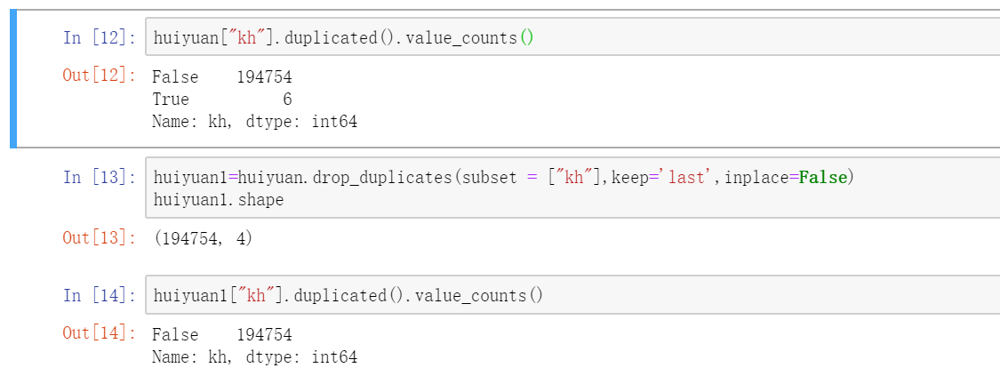 In [12]: huiyuan["kh"].duplicated().value_counts()
Out[12]: False    194754
True          6
Name: kh, dtype: int64
In [13]: huiyuan1=huiyuan.drop_duplicates(subset = ["kh"],keep='last',inplace=False)
huiyuan1.shape
Out[13]: (194754, 4)
In [14]: huiyuan1["kh"].duplicated().value_counts()
Out[14]: False    194754
Name: kh, dtype: int64